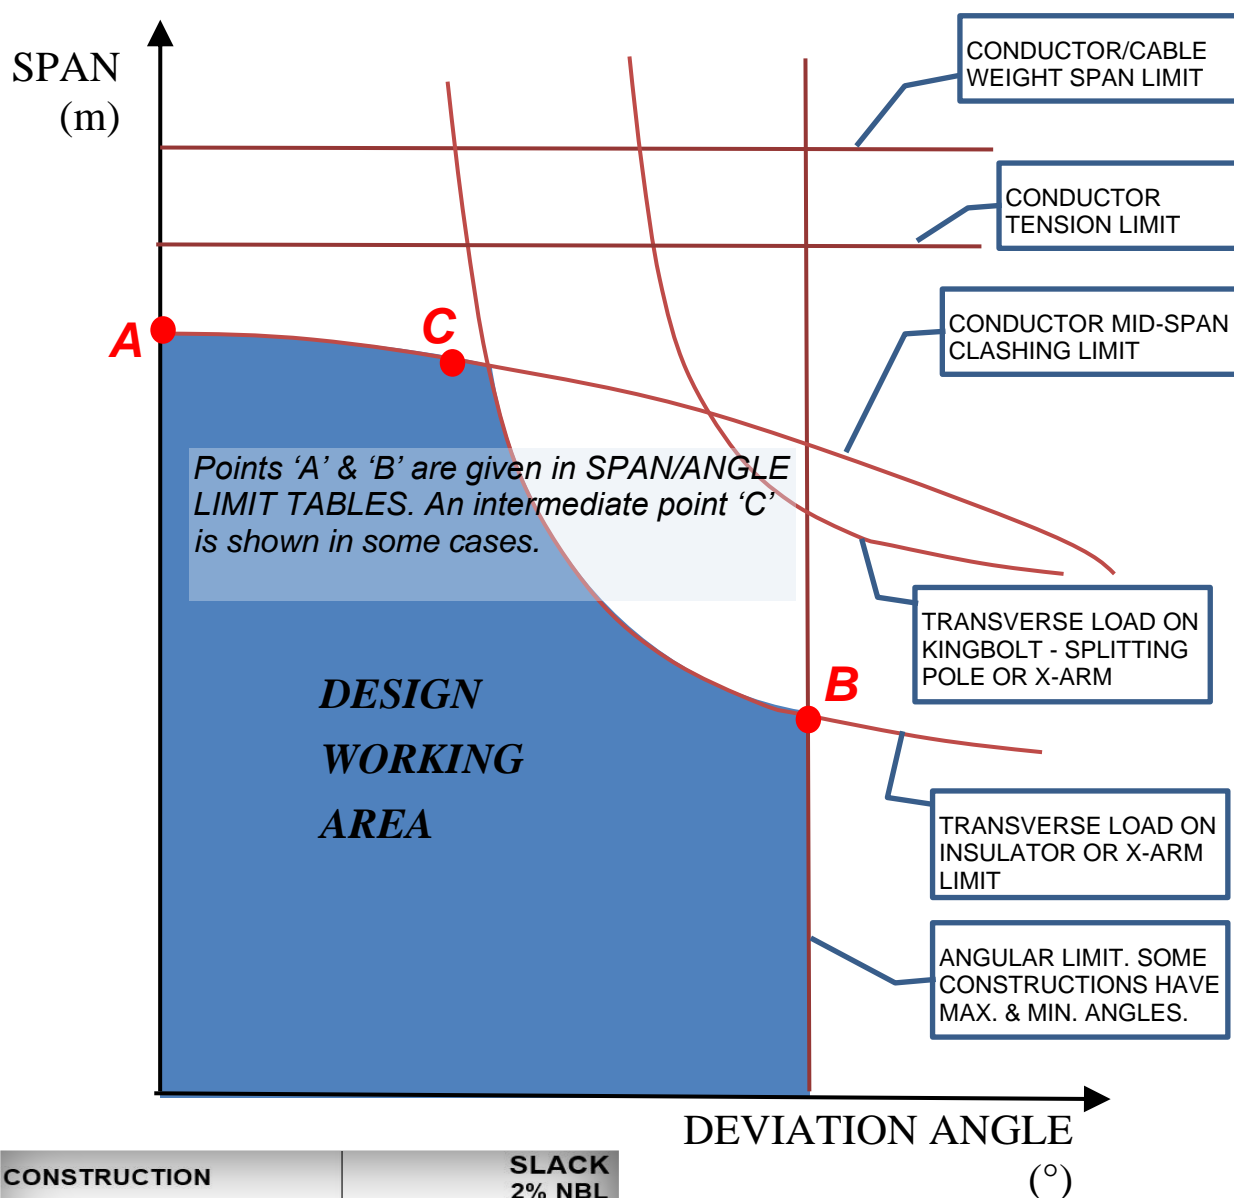 SPAN
(m)
CONDUCTOR/CABLE
WEIGHT SPAN LIMIT
CONDUCTOR
TENSION LIMIT
CONDUCTOR MID-SPAN
CLASHING LIMIT
A
C
Points ‘A’ & ‘B’ are given in SPAN/ANGLE
LIMIT TABLES. An intermediate point ‘C’
is shown in some cases.
TRANSVERSE LOAD ON
KINGBOLT - SPLITTING
POLE OR X-ARM
B
DESIGN
WORKING
AREA
TRANSVERSE LOAD ON
INSULATOR OR X-ARM
LIMIT
ANGULAR LIMIT. SOME
CONSTRUCTIONS HAVE
MAX. & MIN. ANGLES.
DEVIATION ANGLE
(°)
CONSTRUCTION
SLACK
2% NBL